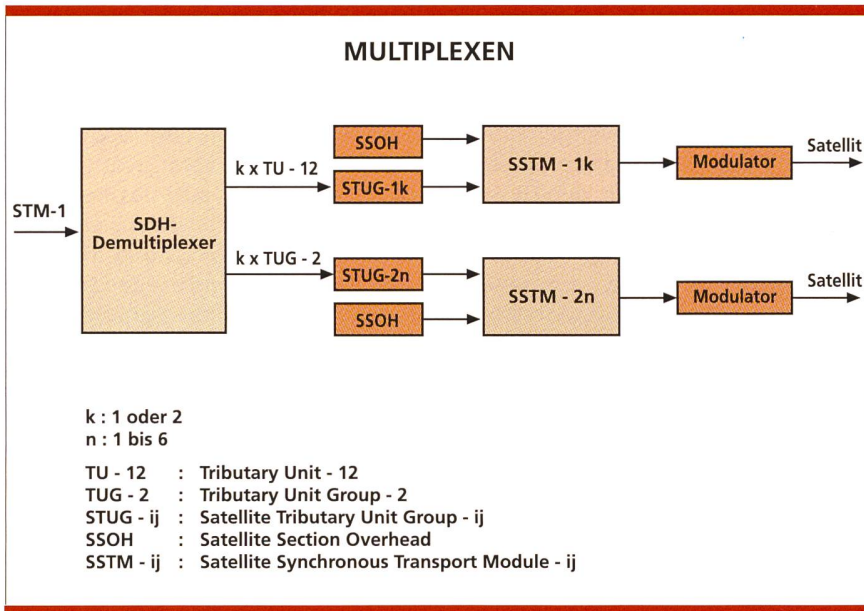 MULTIPLEXEN
STM-1
SDH-
Demultiplexer
k x TU - 12
k x TUG - 2
SSOH
STUG-1k
STUG-2n
SSOH
SSTM - 1k
SSTM - 2n
Modulator
Modulator
Satellit
Satellit
k : 1 oder 2
n : 1 bis 6
TU - 12 : Tributary Unit - 12
TUG - 2 : Tributary Unit Group - 2
STUG - ij : Satellite Tributary Unit Group - ij
SSOH : Satellite Section Overhead
SSTM - ij : Satellite Synchronous Transport Module - ij